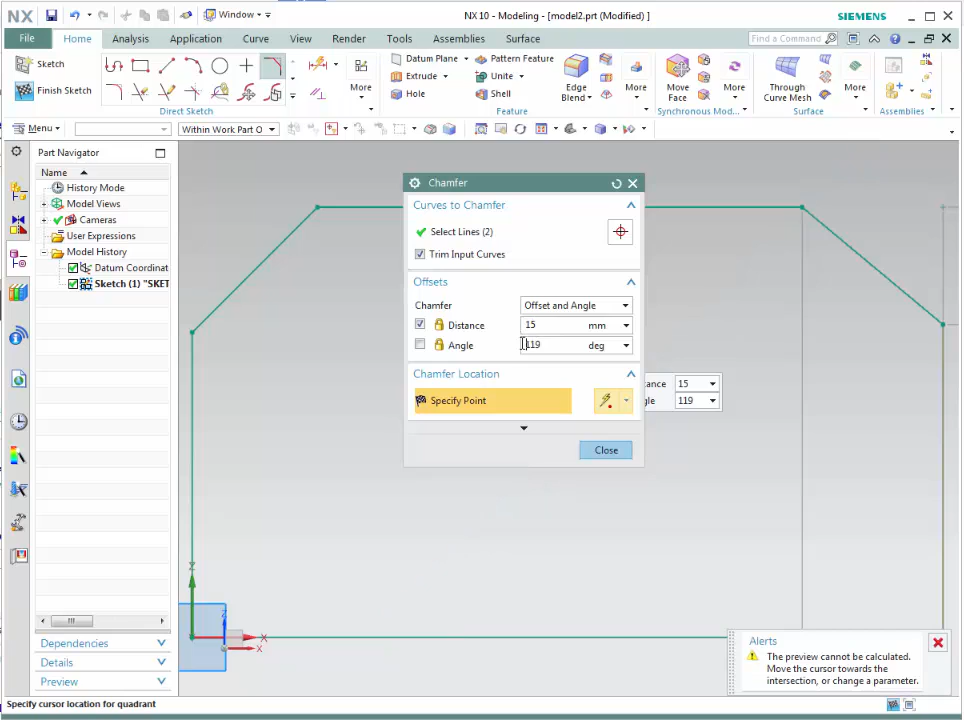 NX
Window
NX 10 - Modeling - [model2.prt (Modified) ]
SIEMENS
File
Home
Analysis
Application
Curve
View
Render
Tools
Assemblies
Surface
Find a Command
Sketch
Finish Sketch
More
Direct Sketch
Datum Plane
Extrude
Hole
Pattern Feature
Unite
Shell
Edge
Blend
More
Feature
Move
Face
More
Synchronous Mod...
Through
Curve Mesh
More
Surface
Assemblies
Menu
Within Work Part O
Part Navigator
Name
History Mode
Model Views
Cameras
User Expressions
Model History
Datum Coordinat
Sketch (1) "SKET
Dependencies
Details
Preview
Chamfer
Curves to Chamfer
Select Lines (2)
Trim Input Curves
Offsets
Chamfer
Offset and Angle
Distance
15 mm
Angle
119 deg
Chamfer Location
Specify Point
Close
ance 15
gle 119
Z
Z
X
X
Alerts
The preview cannot be calculated.
Move the cursor towards the
intersection, or change a parameter.
Specify cursor location for quadrant